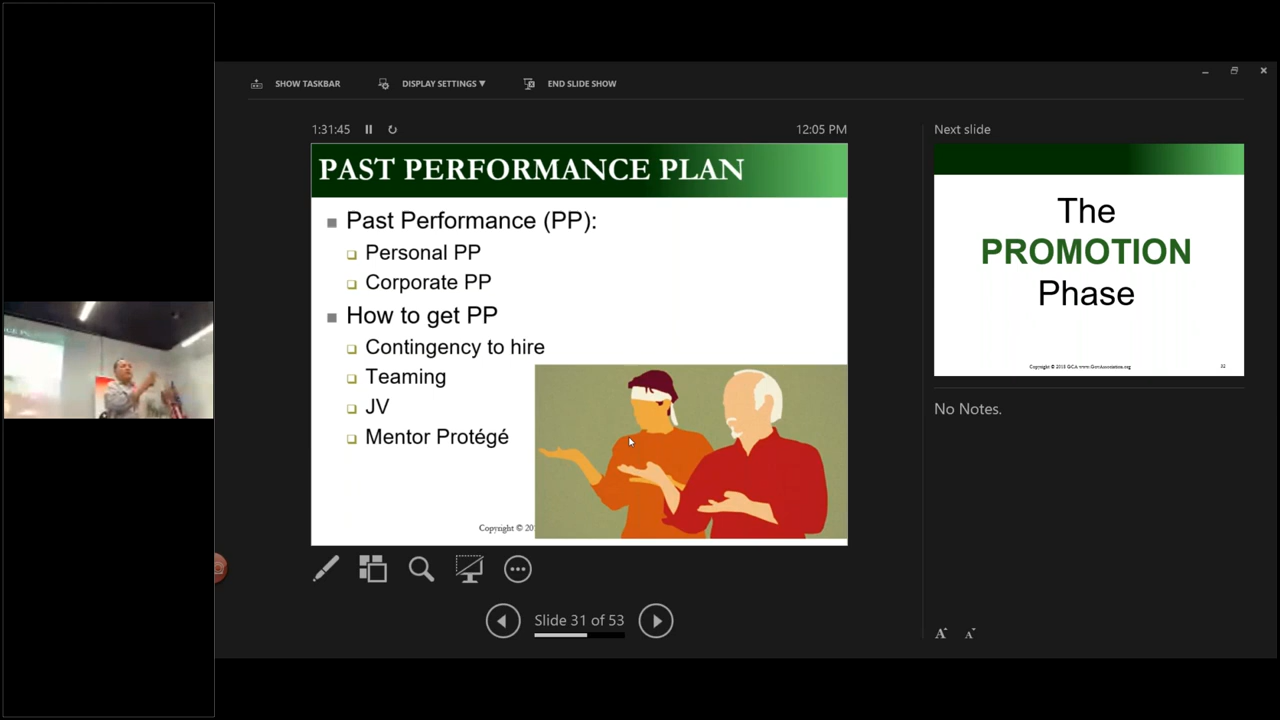 SHOW TASKBAR
DISPLAY SETTINGS ▼
END SLIDE SHOW
1:31:45
12:05 PM
PAST PERFORMANCE PLAN
Past Performance (PP):
Personal PP
Corporate PP
How to get PP
Contingency to hire
Teaming
JV
Mentor Protégé
Copyright © 20
Slide 31 of 53
Next slide
The
PROMOTION
Phase
Copyright © 2018 GCA www.GovAssociation.org
32
No Notes.
A A